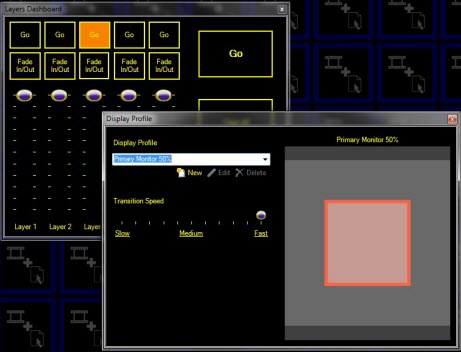 Layers Dashboard
Go Go Go Go Go
Go
Fade In/Out Fade In/Out Fade In/Out Fade In/Out Fade In/Out
Layer 1 Layer 2 Layer
Display Profile
Display Profile
Primary Monitor 50%
Primary Monitor 50%
New Edit Delete
Transition Speed
Slow Medium Fast